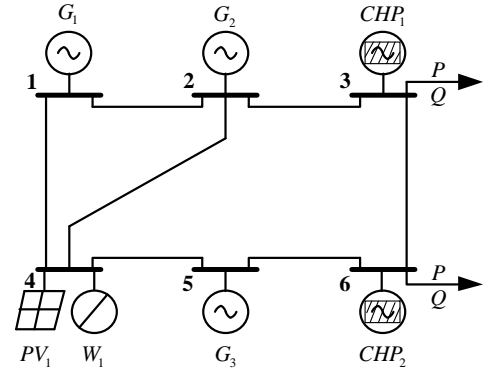 G₁ G₂ CHP₁
1 2 3 P
Q
4 5 6 P
Q
PV₁ W₁ G₃ CHP₂